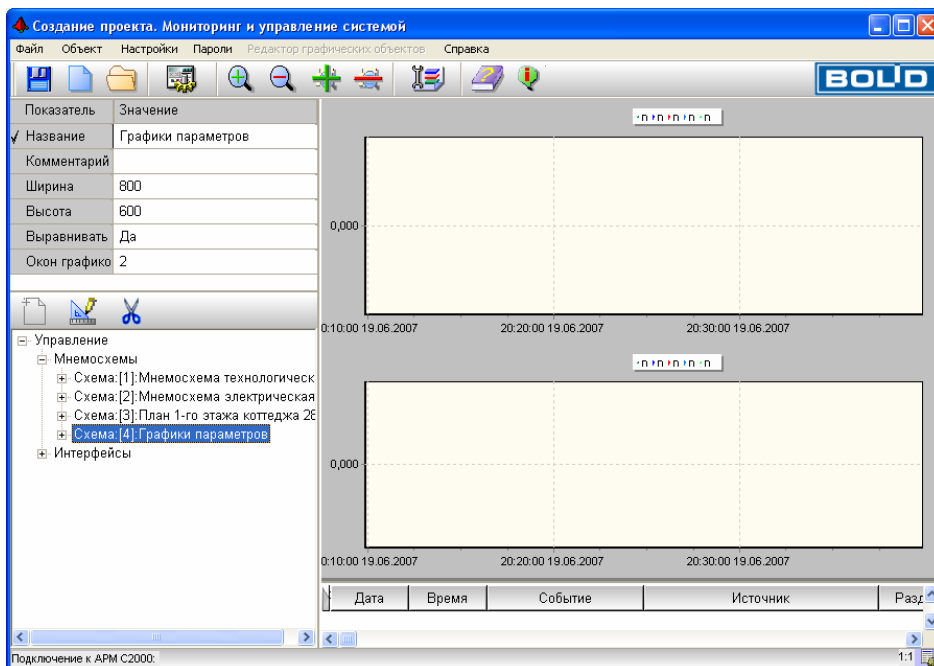 Создание проекта. Мониторинг и управление системой
Файл Объект Настройки Пароли Редактор графических объектов Справка
BOLID
Показатель Значение
Название Графики параметров
Комментарий
Ширина 800
Высота 600
Выравнивать Да
Окон графико 2
Управление
Мнемосхемы
Схема:[1]:Мнемосхема технологическ
Схема:[2]:Мнемосхема электрическая
Схема:[3]:План 1-го этажа коттеджа 28
Схема:[4]:Графики параметров
Интерфейсы
n n n n n
0,000
0:10:00 19.06.2007 20:20:00 19.06.2007 20:30:00 19.06.2007
n n n n n
0,000
0:10:00 19.06.2007 20:20:00 19.06.2007 20:30:00 19.06.2007
Дата Время Событие Источник Разд
Подключение к АРМ С2000:
1:1